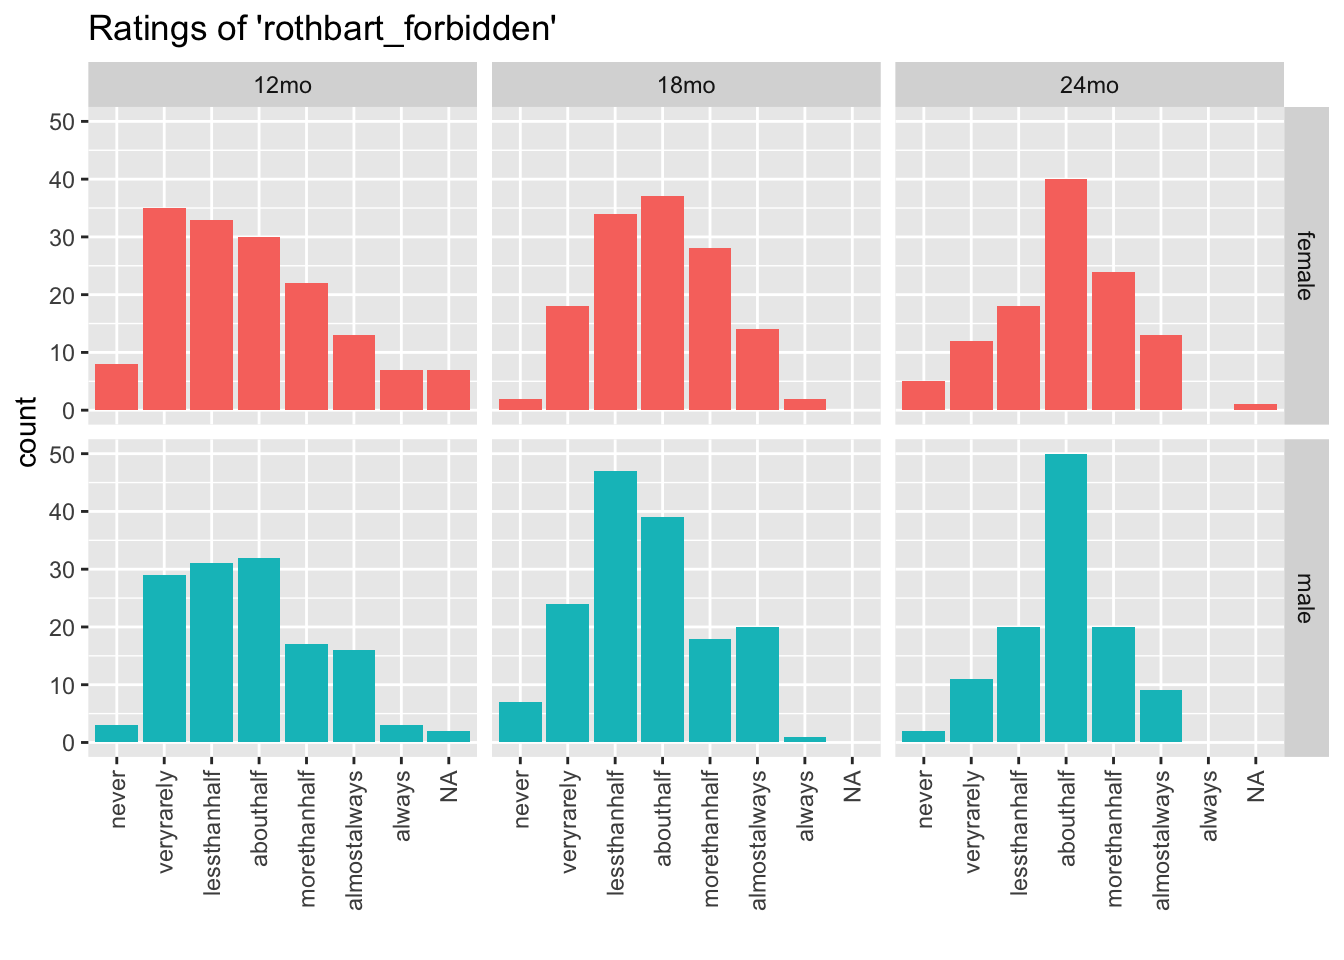 Ratings of 'rothbart_forbidden'
12mo 18mo 24mo
50
40
30
20
10
0
female
count
50
40
30
20
10
0
male
never veryrarely lessthanhalf abouthalf morethanhalf almostalways always NA never veryrarely lessthanhalf abouthalf morethanhalf almostalways always NA never veryrarely lessthanhalf abouthalf morethanhalf almostalways always NA